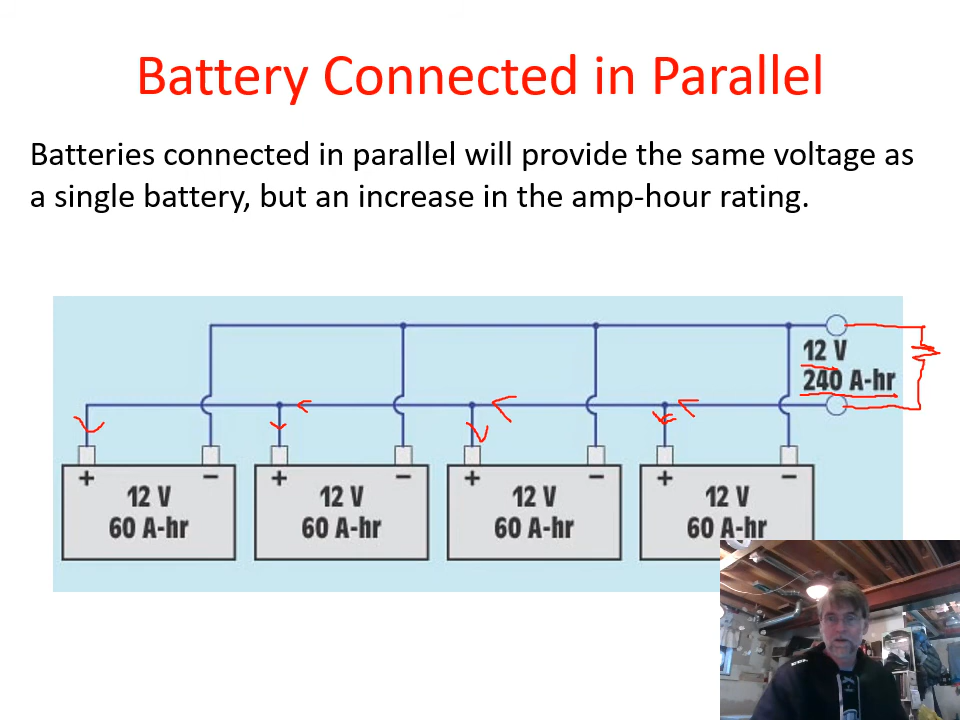 Battery Connected in Parallel
Batteries connected in parallel will provide the same voltage as
a single battery, but an increase in the amp-hour rating.
12 V
240 A-hr
+ − + − + − + −
12 V 12 V 12 V 12 V
60 A-hr 60 A-hr 60 A-hr 60 A-hr